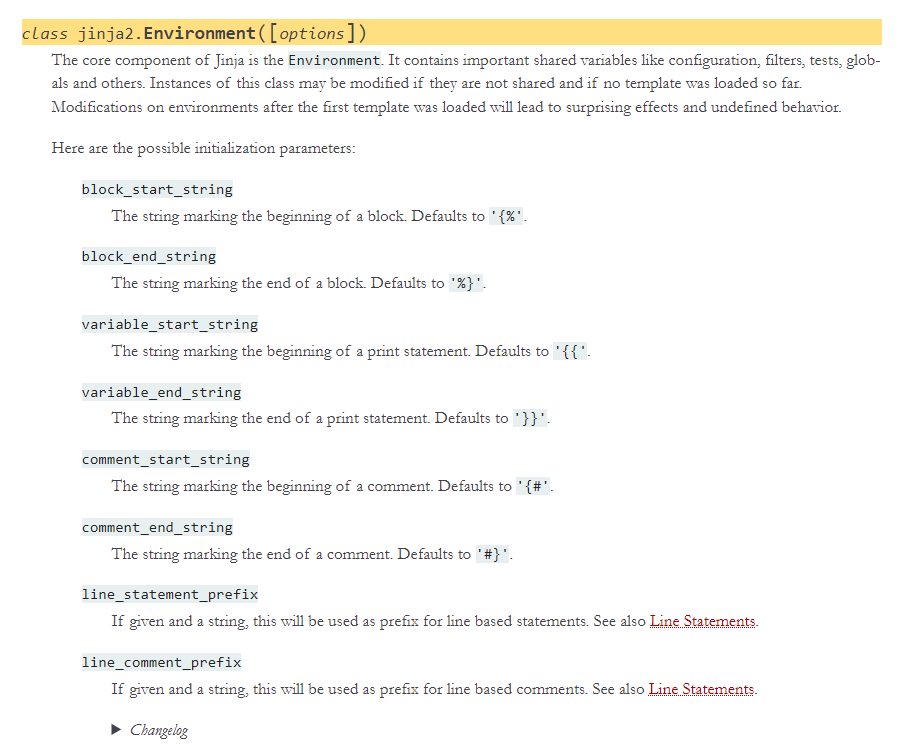 class jinja2.Environment([options])
The core component of Jinja is the Environment. It contains important shared variables like configuration, filters, tests, glob-
als and others. Instances of this class may be modified if they are not shared and if no template was loaded so far.
Modifications on environments after the first template was loaded will lead to surprising effects and undefined behavior.
Here are the possible initialization parameters:
block_start_string
The string marking the beginning of a block. Defaults to '{%'.
block_end_string
The string marking the end of a block. Defaults to '%}'.
variable_start_string
The string marking the beginning of a print statement. Defaults to '{{'.
variable_end_string
The string marking the end of a print statement. Defaults to '}}'.
comment_start_string
The string marking the beginning of a comment. Defaults to '{#'.
comment_end_string
The string marking the end of a comment. Defaults to '#}'.
line_statement_prefix
If given and a string, this will be used as prefix for line based statements. See also Line Statements.
line_comment_prefix
If given and a string, this will be used as prefix for line based comments. See also Line Statements.
▶ Changelog